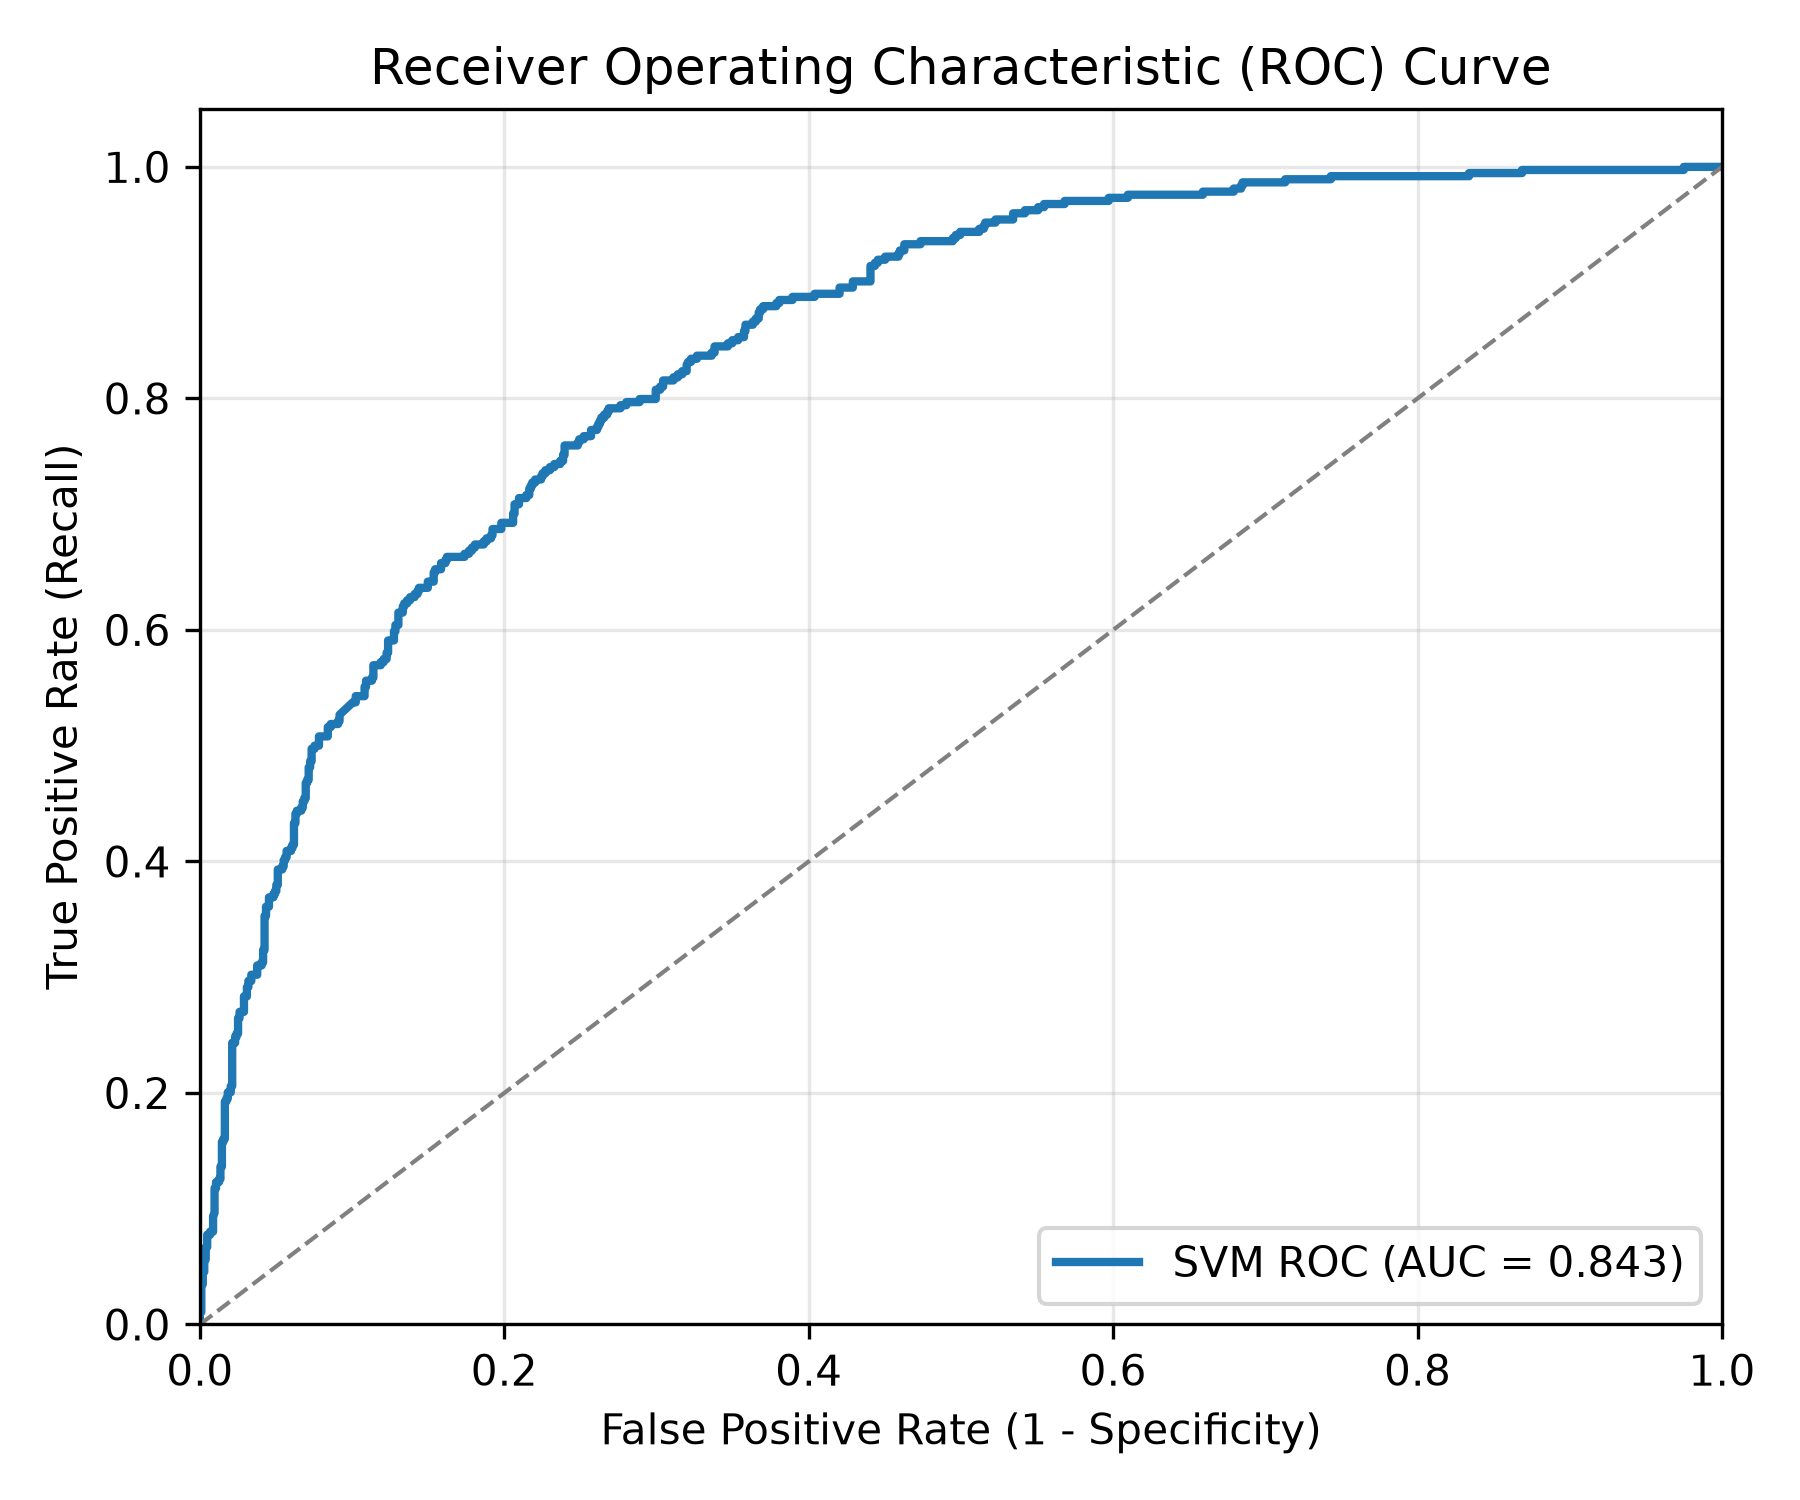 Receiver Operating Characteristic (ROC) Curve
True Positive Rate (Recall)
1.0
0.8
0.6
0.4
0.2
0.0
SVM ROC (AUC = 0.843)
0.0 0.2 0.4 0.6 0.8 1.0
False Positive Rate (1 - Specificity)